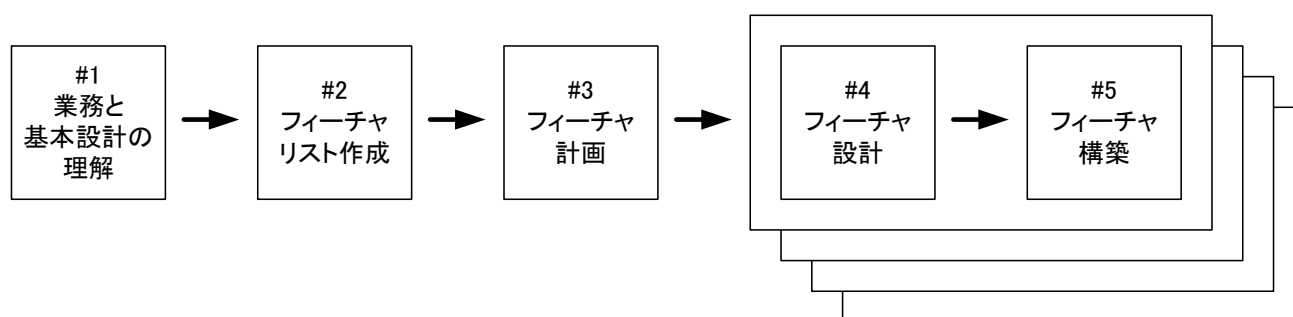 #1
業務と
基本設計の
理解
#2
フィーチャ
リスト作成
#3
フィーチャ
計画
#4
フィーチャ
設計
#5
フィーチャ
構築